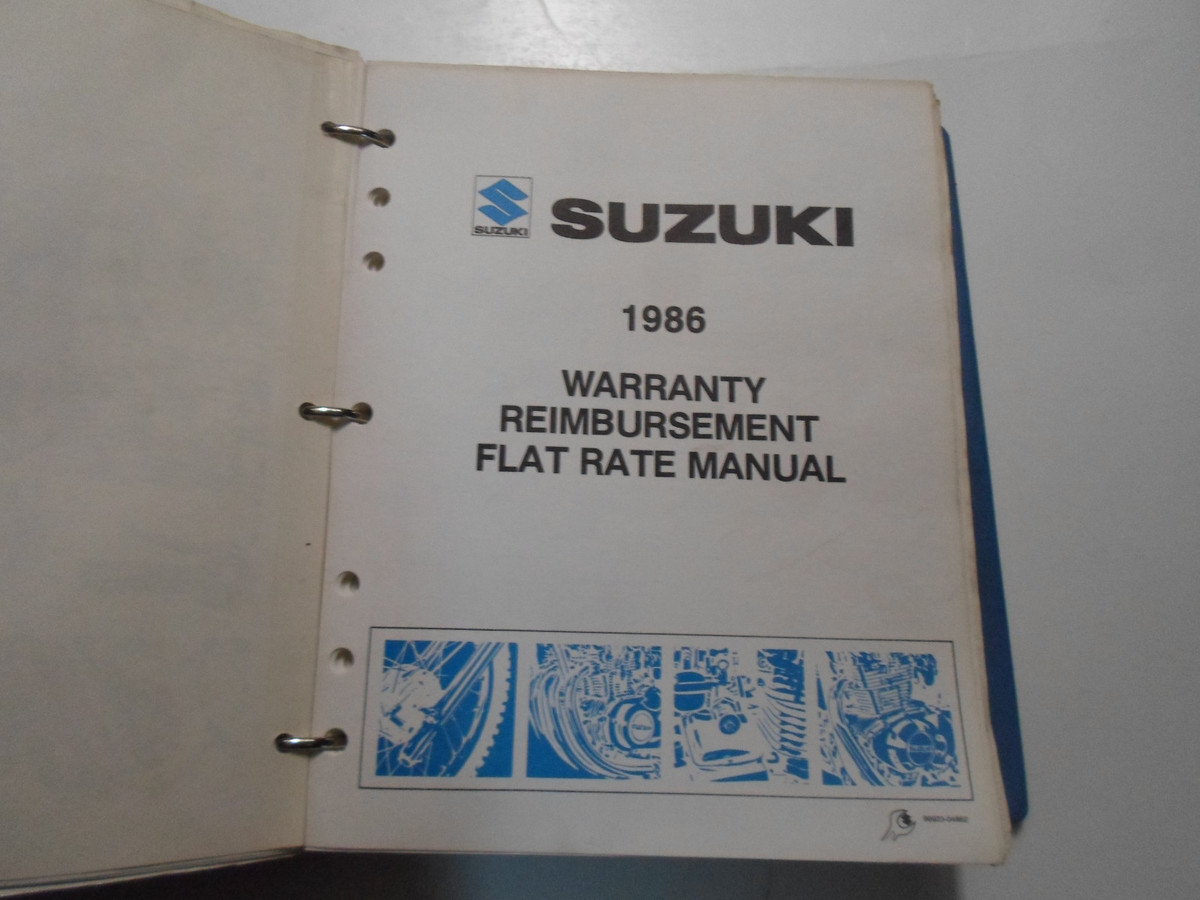 SUZUKI
SUZUKI
1986
WARRANTY
REIMBURSEMENT
FLAT RATE MANUAL